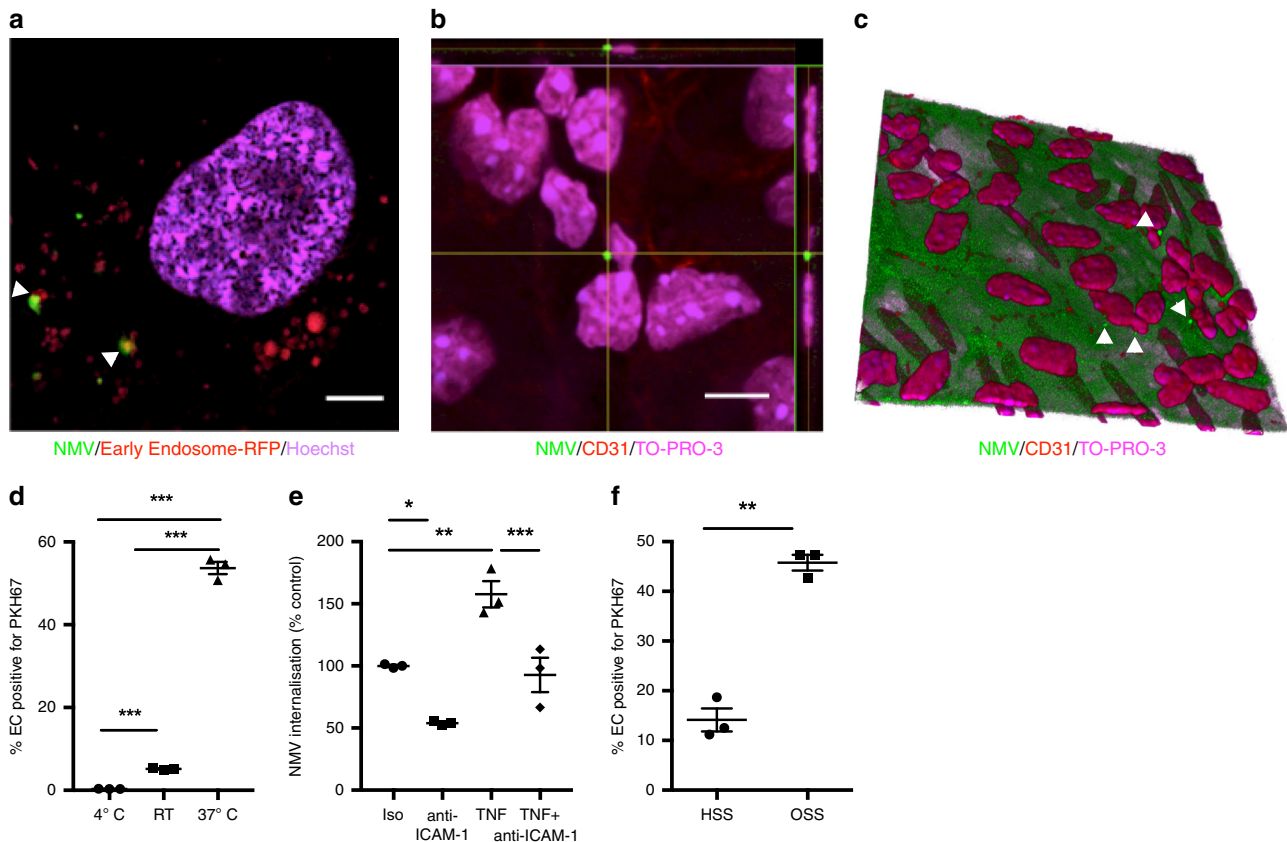 a
b
c
NMV/Early Endosome-RFP/Hoechst
NMV/CD31/TO-PRO-3
NMV/CD31/TO-PRO-3
d
% EC positive for PKH67
60
40
20
0
***
***
***
4° C
RT
37° C
e
NMV internalisation (% control)
200
150
100
50
0
*
**
***
Iso
anti-
ICAM-1
TNF
TNF+
anti-ICAM-1
f
% EC positive for PKH67
50
40
30
20
10
0
**
HSS
OSS